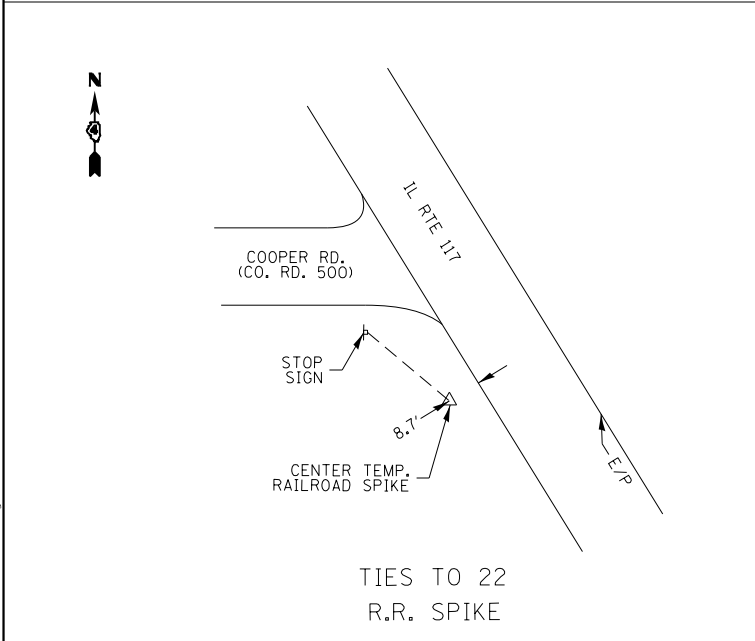 N
4
IL RTE 117
COOPER RD.
(CO. RD. 500)
STOP
SIGN
8.7'
CENTER TEMP.
RAILROAD SPIKE
E/P
TIES TO 22
R.R. SPIKE